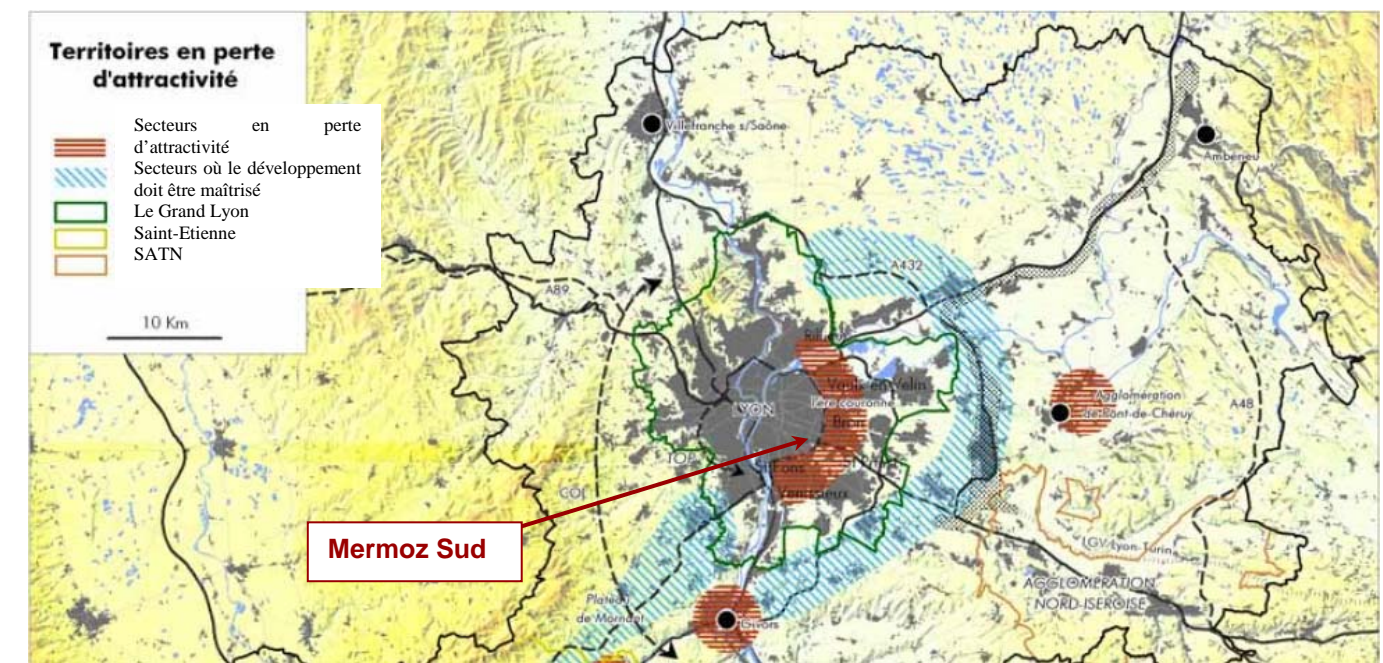 Territoires en perte
d'attractivité
Secteurs en perte
d’attractivité
Secteurs où le développement
doit être maîtrisé
Le Grand Lyon
Saint-Etienne
SATN
10 Km
Villefranche s/Saône
Ambérieu
A432
A89
Vaulx-en-Velin
LYON
1ère couronne
Bron
Agglomération
de Pont-de-Chéruy
A48
TOP
St-Fons
COL
Vénissieux
Mermoz Sud
LGV Lyon-Turin
AGGLOMÉRATION
NORD-ISÉROISE
Plateau
de Mornant
Givors